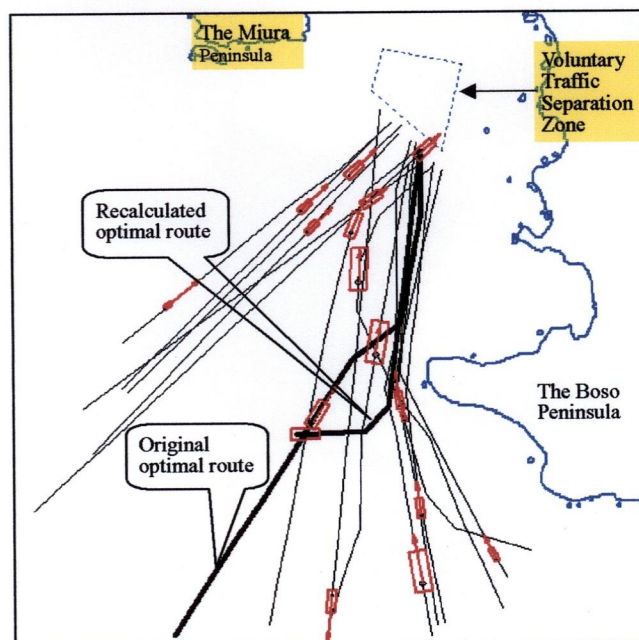 The Miura
Peninsula
Voluntary
Traffic
Separation
Zone
Recalculated
optimal route
The Boso
Peninsula
Original
optimal route